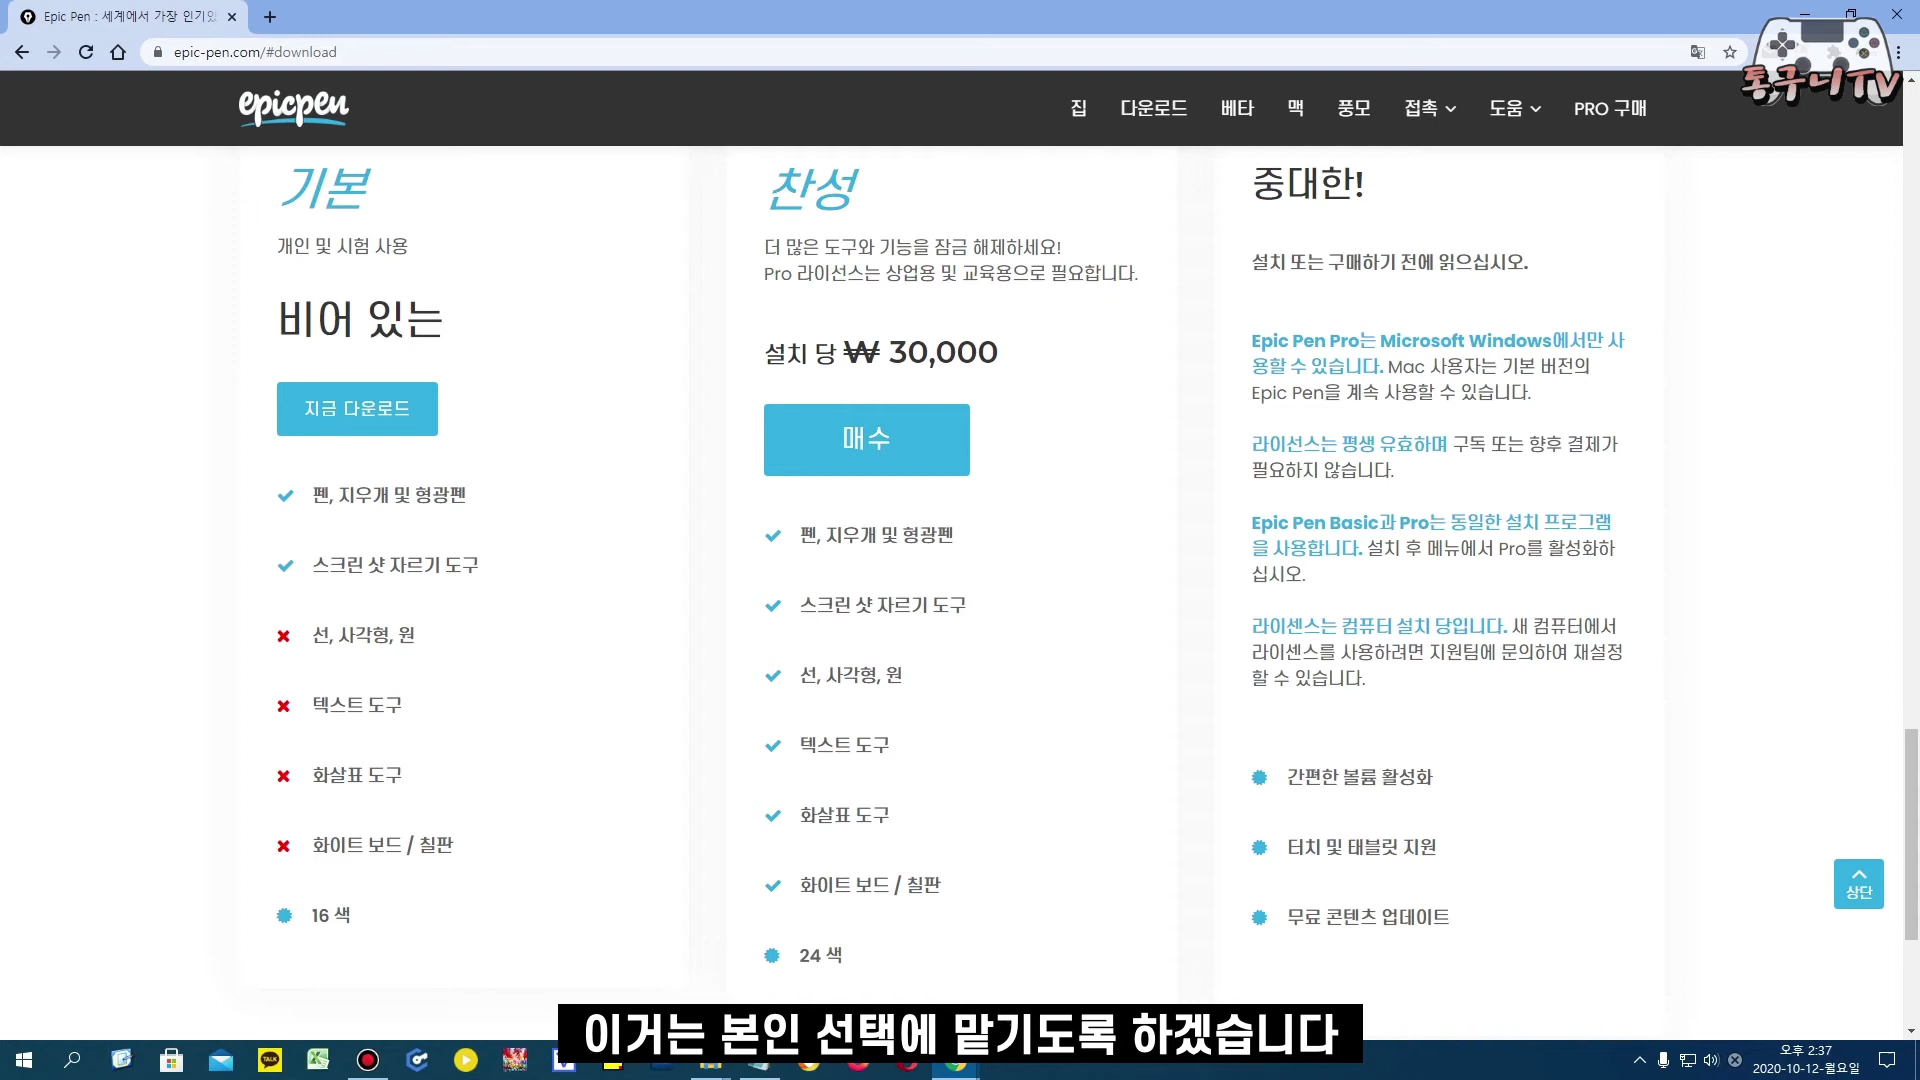 Epic Pen : 세계에서 가장 인기있
epic-pen.com/#download
통구니TV
epicpen
집 다운로드 베타 맥 풍모 접촉 도움 PRO 구매
기본
개인 및 시험 사용
비어 있는
지금 다운로드
펜, 지우개 및 형광펜
스크린 샷 자르기 도구
선, 사각형, 원
텍스트 도구
화살표 도구
화이트 보드 / 칠판
16 색
찬성
더 많은 도구와 기능을 잠금 해제하세요!
Pro 라이선스는 상업용 및 교육용으로 필요합니다.
설치 당 ₩ 30,000
매수
펜, 지우개 및 형광펜
스크린 샷 자르기 도구
선, 사각형, 원
텍스트 도구
화살표 도구
화이트 보드 / 칠판
24 색
중대한!
설치 또는 구매하기 전에 읽으십시오.
Epic Pen Pro는 Microsoft Windows에서만 사
용할 수 있습니다. Mac 사용자는 기본 버전의
Epic Pen을 계속 사용할 수 있습니다.
라이선스는 평생 유효하며 구독 또는 향후 결제가
필요하지 않습니다.
Epic Pen Basic과 Pro는 동일한 설치 프로그램
을 사용합니다. 설치 후 메뉴에서 Pro를 활성화하
십시오.
라이센스는 컴퓨터 설치 당입니다. 새 컴퓨터에서
라이센스를 사용하려면 지원팀에 문의하여 재설정
할 수 있습니다.
간편한 볼륨 활성화
터치 및 태블릿 지원
무료 콘텐츠 업데이트
상단
이거는 본인 선택에 맡기도록 하겠습니다
TALK
오후 2:37
2020-10-12-월요일